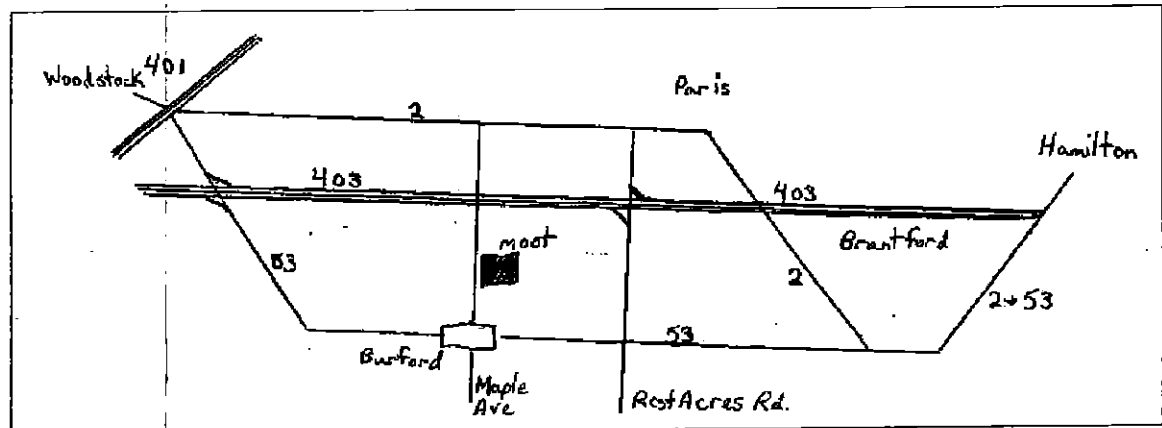 401
Woodstock
Paris
2
Hamilton
403
403
Brantford
moot
53
2
2+53
53
Burford
Maple
Ave
Rest Acres Rd.